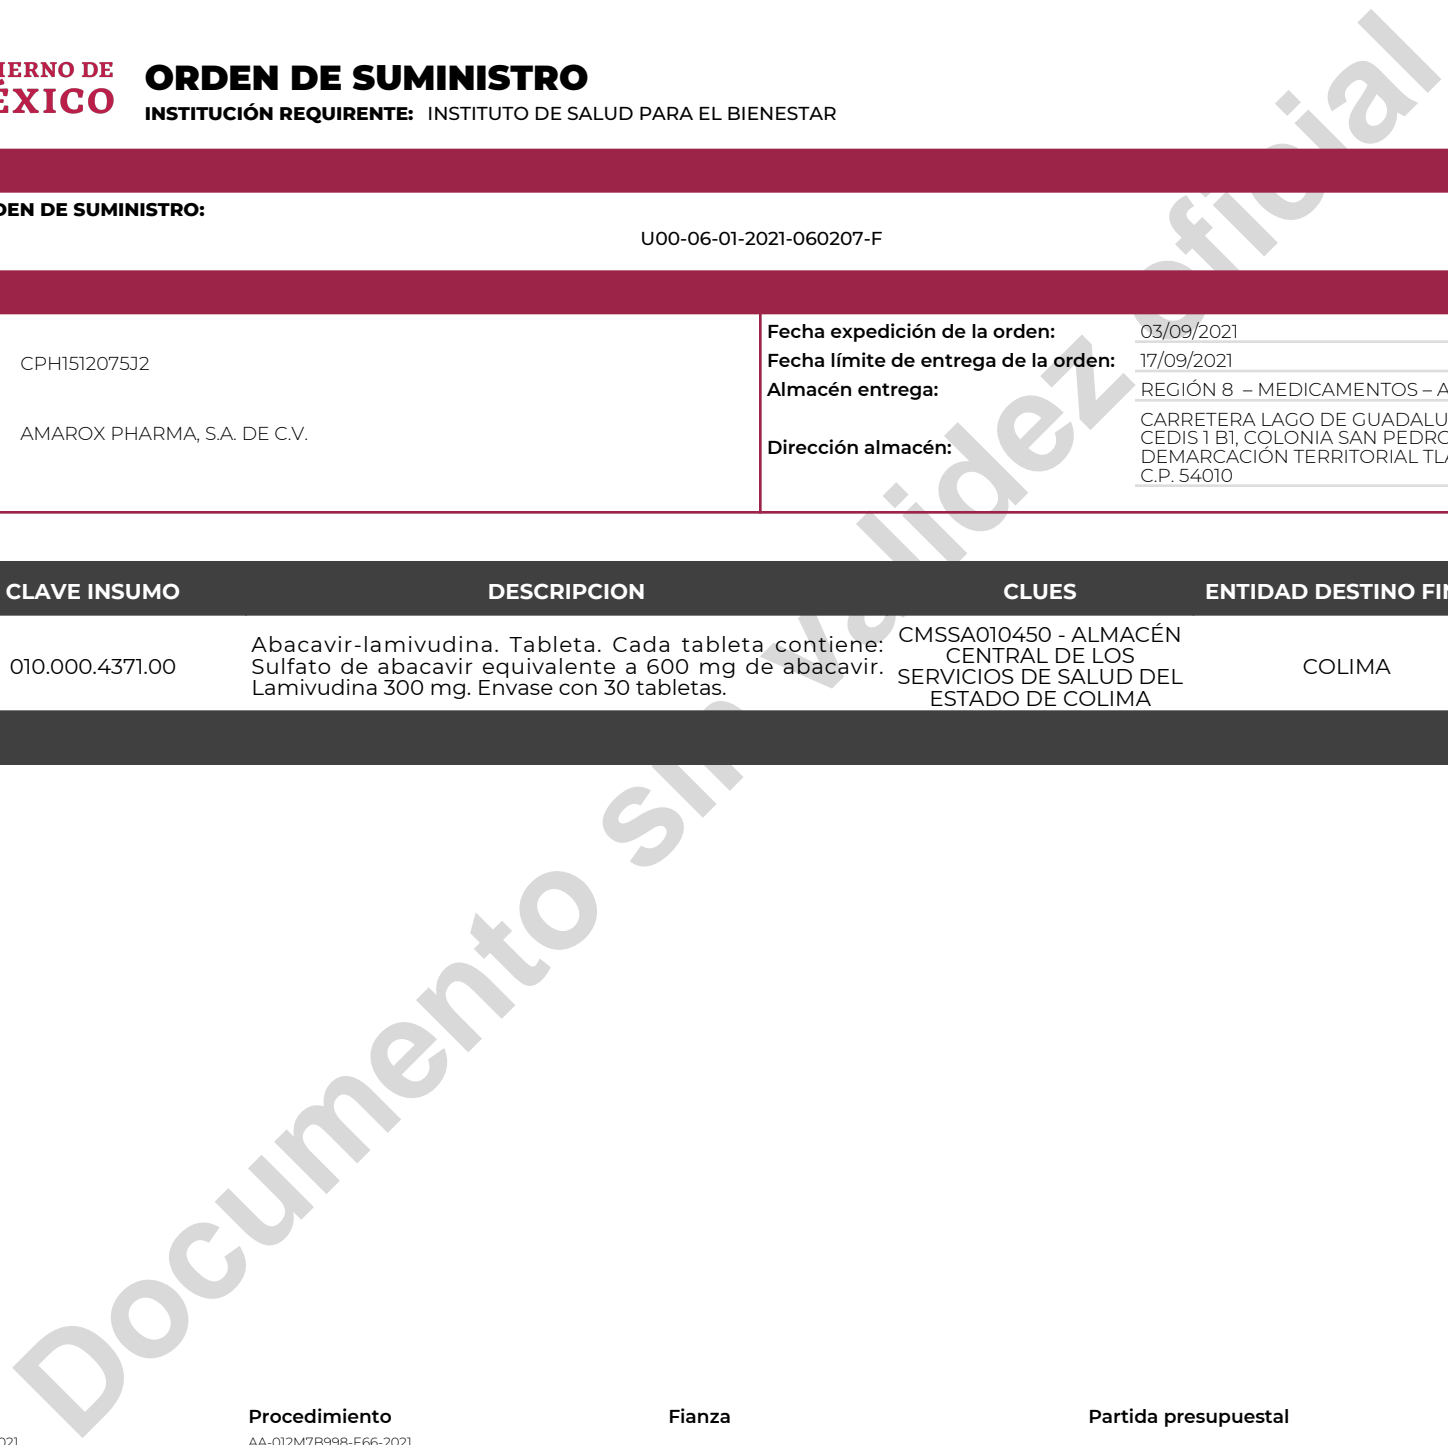 ORDEN DE SUMINISTRO
INSTITUCIÓN REQUIRENTE: INSTITUTO DE SALUD PARA EL BIENESTAR
DE
ÉXICO
DE SUMINISTRO:
U00-06-01-2021-060207-F
CPH1512075J2
AMAROX PHARMA, S.A. DE C.V.
Fecha expedición de la orden: 03/09/2021
Fecha límite de entrega de la orden: 17/09/2021
Almacén entrega: REGIÓN 8 – MEDICAMENTOS – A
Dirección almacén: CARRETERA LAGO DE GUADALU
CEDIS 1 B1, COLONIA SAN PEDRO
DEMARCACIÓN TERRITORIAL TLA
C.P. 54010
CLAVE INSUMO DESCRIPCION CLUES ENTIDAD DESTINO FIN
010.000.4371.00
Abacavir-lamivudina. Tableta. Cada tableta contiene:
Sulfato de abacavir equivalente a 600 mg de abacavir.
Lamivudina 300 mg. Envase con 30 tabletas.
CMSSA010450 - ALMACÉN
CENTRAL DE LOS
SERVICIOS DE SALUD DEL
ESTADO DE COLIMA
COLIMA
Documento sin validez oficial
Procedimiento Fianza Partida presupuestal
AA-012M7B998-E66-2021